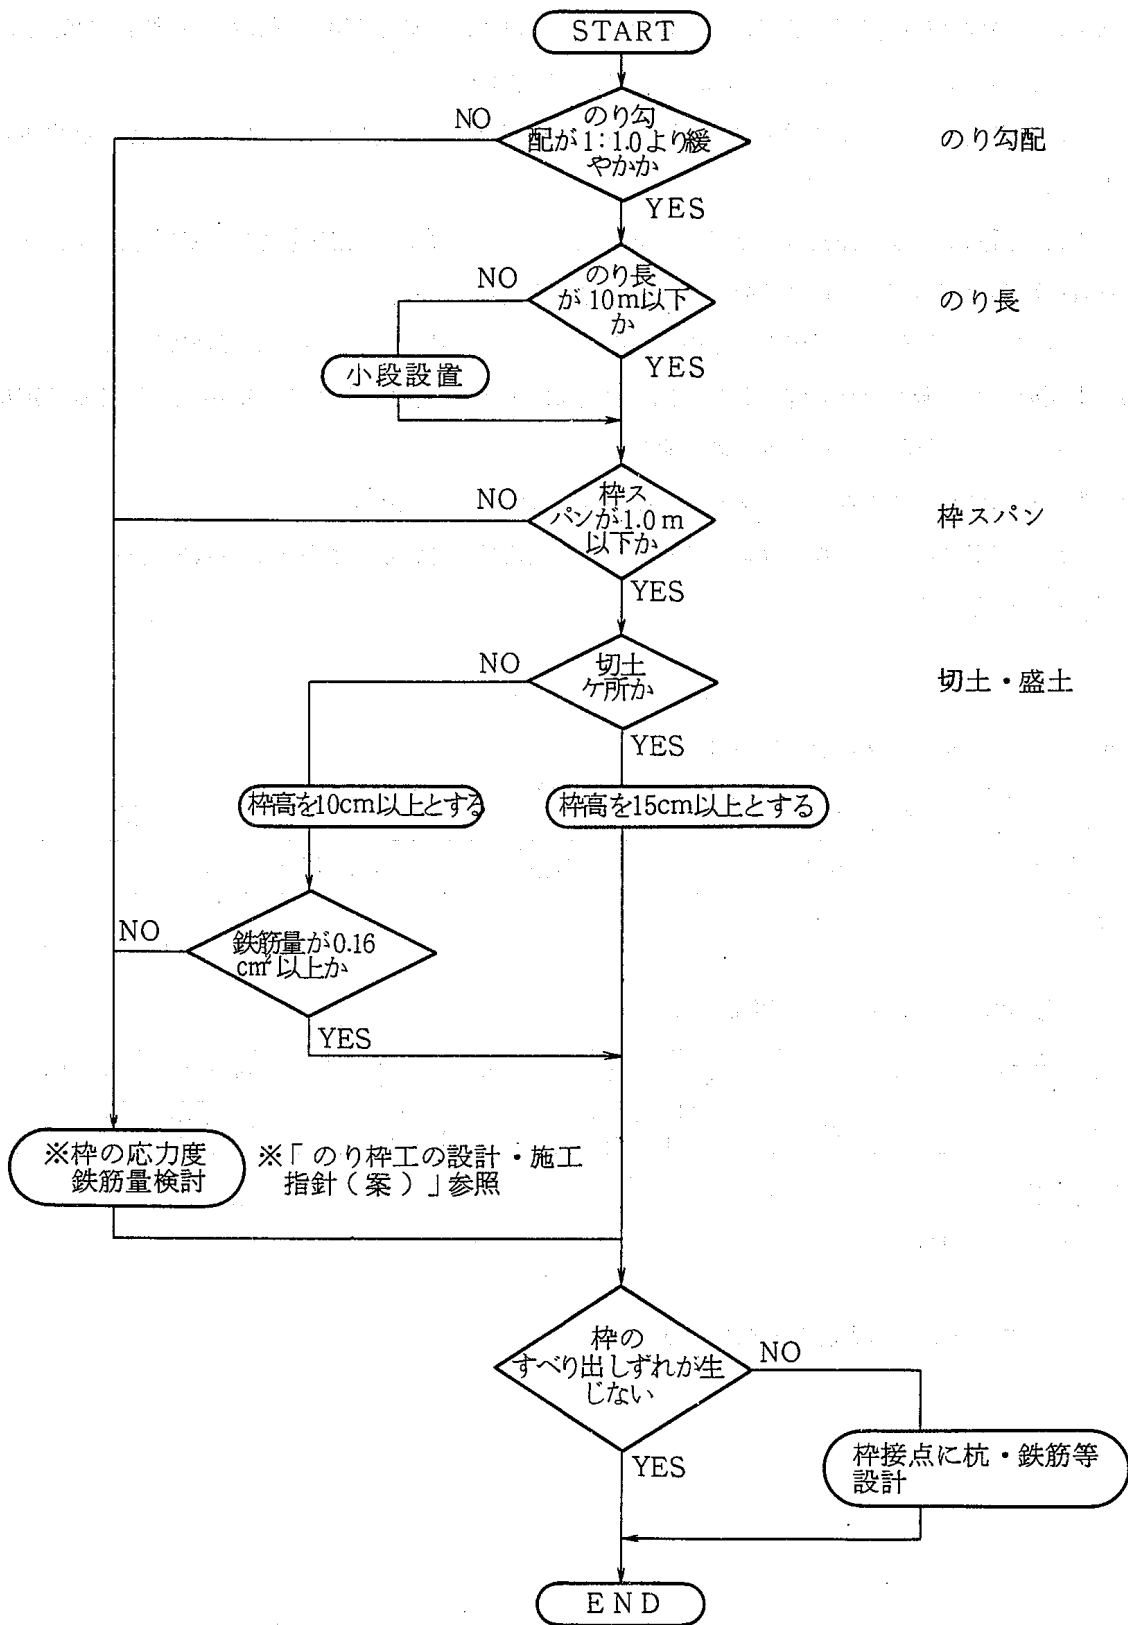 START
NO
のり勾
配が1:1.0より緩
やかか
のり勾配
YES
NO
のり長
が10m以下
か
のり長
小段設置
YES
NO
枠ス
パンが1.0m
以下か
枠スパン
YES
NO
切土
ケ所か
切土・盛土
YES
枠高を10cm以上とする
枠高を15cm以上とする
NO
鉄筋量が0.16
cm²以上か
YES
※枠の応力度
鉄筋量検討
※「のり枠工の設計・施工
指針(案)」参照
枠の
すべり出しずれが生
じない
NO
YES
枠接点に杭・鉄筋等
設計
END